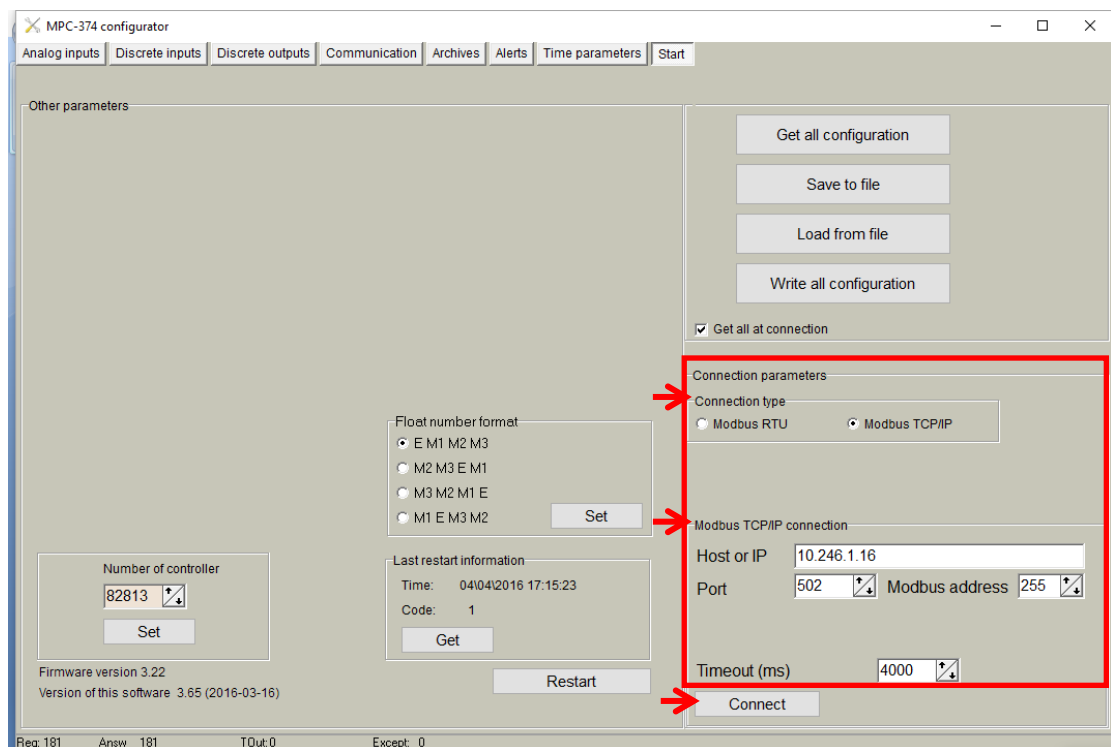 MPC-374 configurator
Analog inputs Discrete inputs Discrete outputs Communication Archives Alerts Time parameters Start
Other parameters
Get all configuration
Save to file
Load from file
Write all configuration
Get all at connection
Connection parameters
Connection type
Modbus RTU Modbus TCP/IP
Float number format
E M1 M2 M3
M2 M3 E M1
M3 M2 M1 E
M1 E M3 M2 Set
Modbus TCP/IP connection
Host or IP 10.246.1.16
Port 502 Modbus address 255
Timeout (ms) 4000
Connect
Number of controller
82813
Set
Last restart information
Time: 04\04\2016 17:15:23
Code: 1
Get
Restart
Firmware version 3.22
Version of this software 3.65 (2016-03-16)
Req: 181 Answ 181 TOut:0 Except: 0